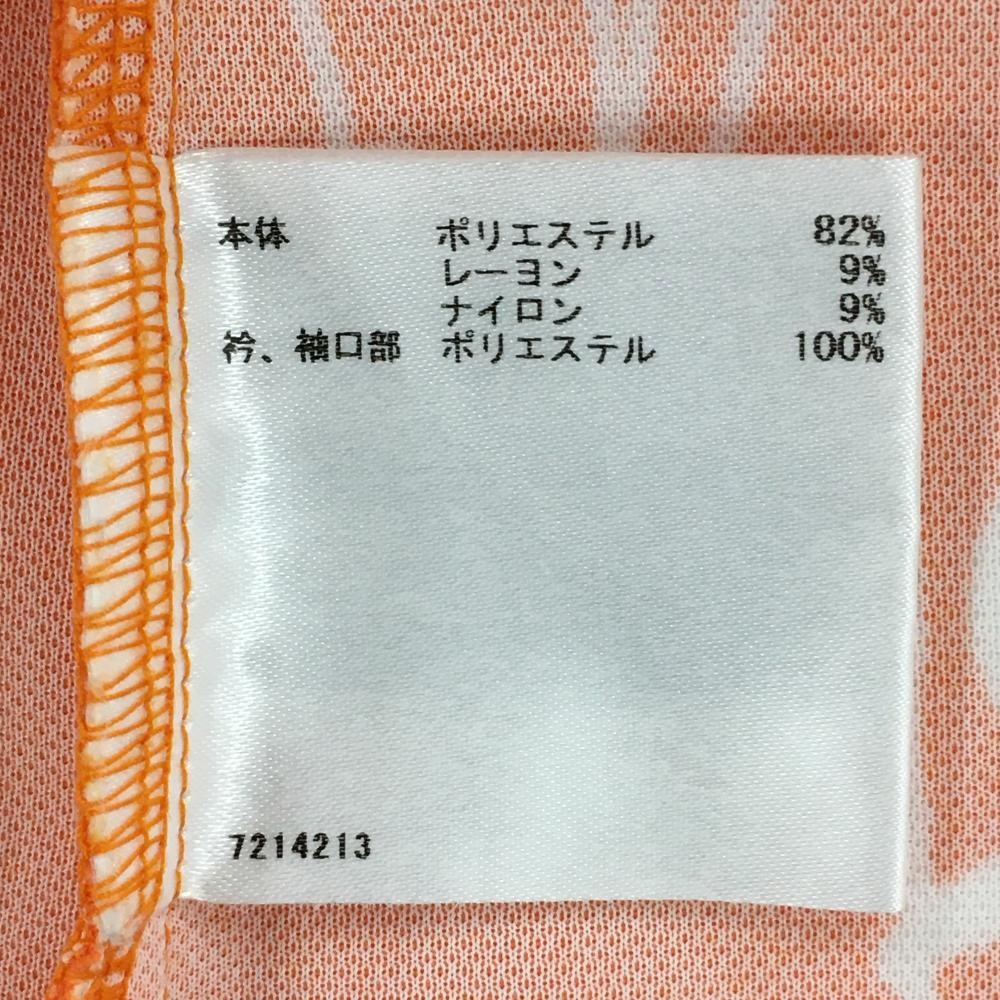 本体 ポリエステル 82%
レーヨン 9%
ナイロン 9%
衿、袖口部 ポリエステル 100%
7214213